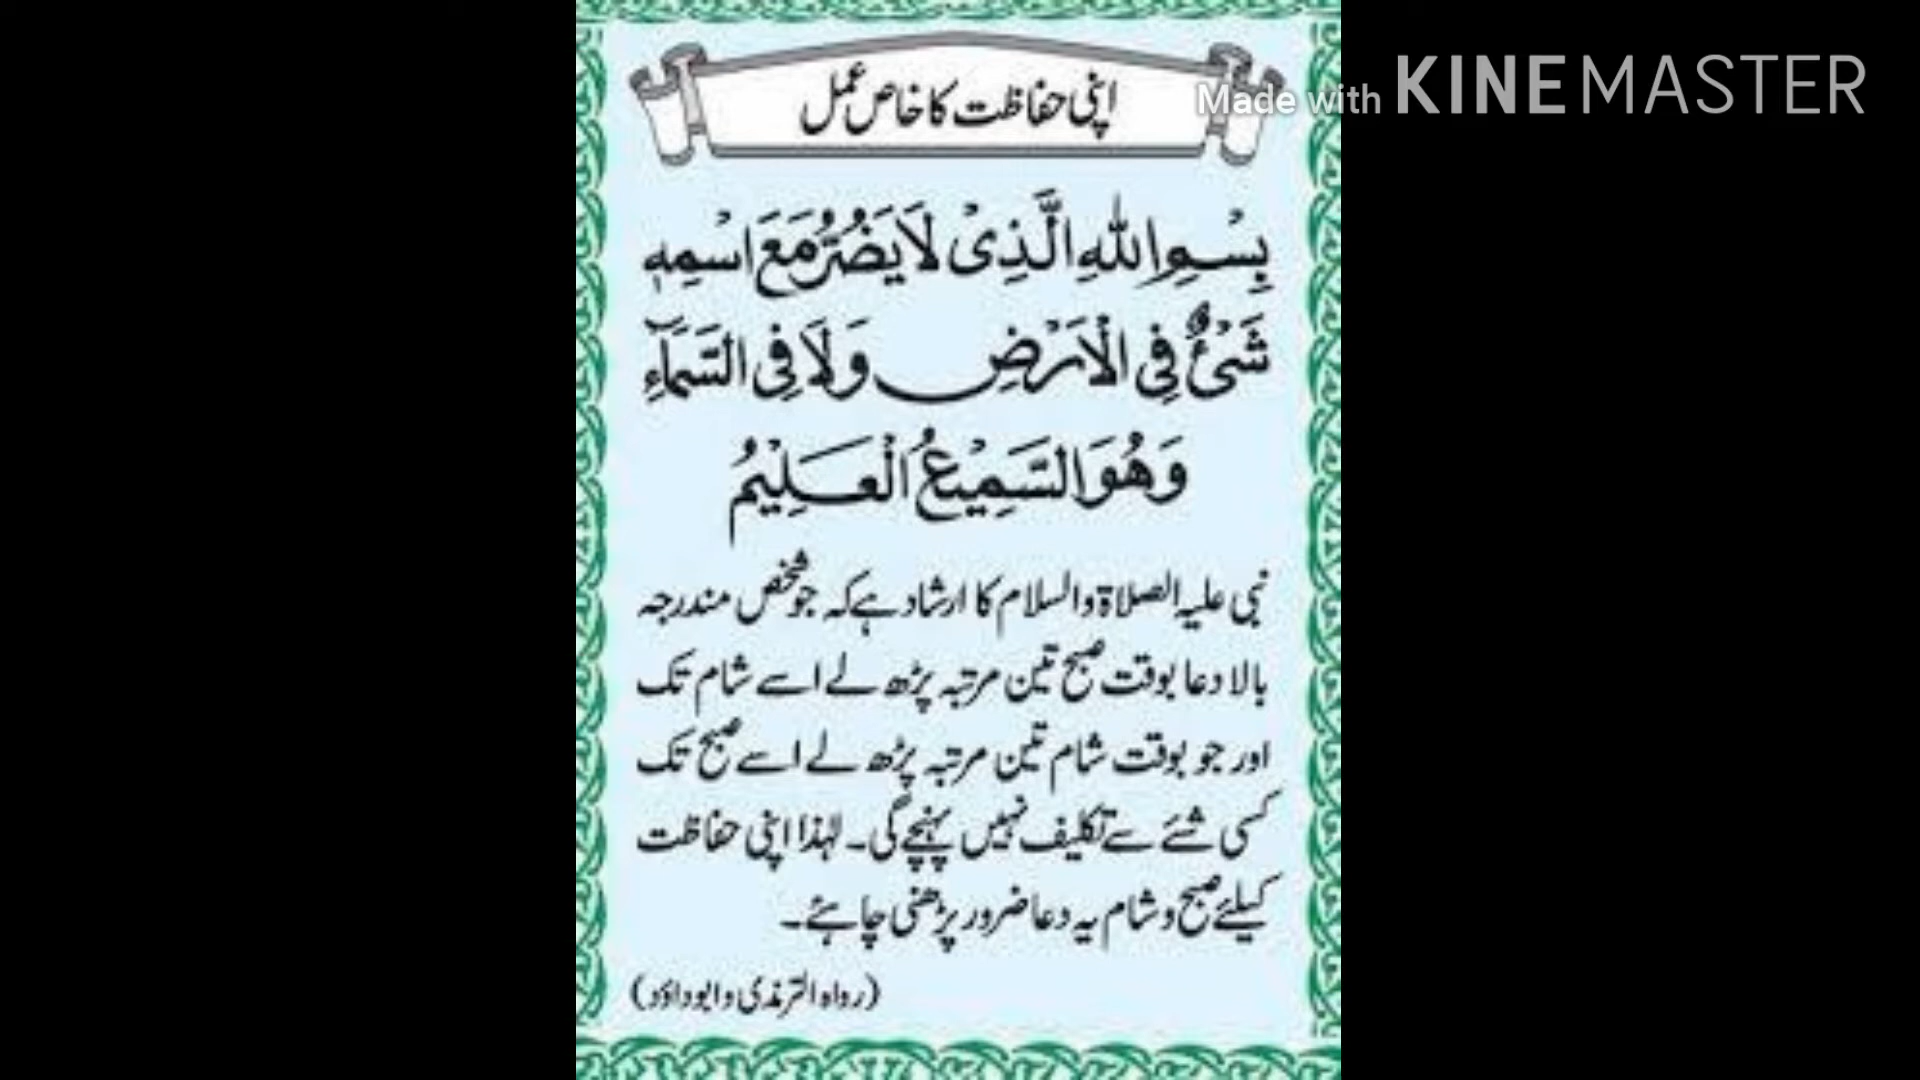 اپنی حفاظت کا خاص عمل
Made with KINEMASTER
بِسْمِ اللهِ الَّذِیْ لَا یَضُرُّ مَعَ اسْمِهٖ
شَیْءٌ فِی الْاَرْضِ وَلَا فِی السَّمَآءِ
وَهُوَ السَّمِیْعُ الْعَلِیْمُ
نبی علیہ الصلاۃ والسلام کا ارشاد ہے کہ جو شخص مندرجہ
بالا دعا بوقت صبح تین مرتبہ پڑھ لے اسے شام تک
اور جو بوقت شام تین مرتبہ پڑھ لے اسے صبح تک
کسی شئے سے تکلیف نہیں پہنچے گی۔ لہٰذا اپنی حفاظت
کیلئے صبح و شام یہ دعا ضرور پڑھنی چاہئے۔
(رواہ الترمذی و ابوداؤد)